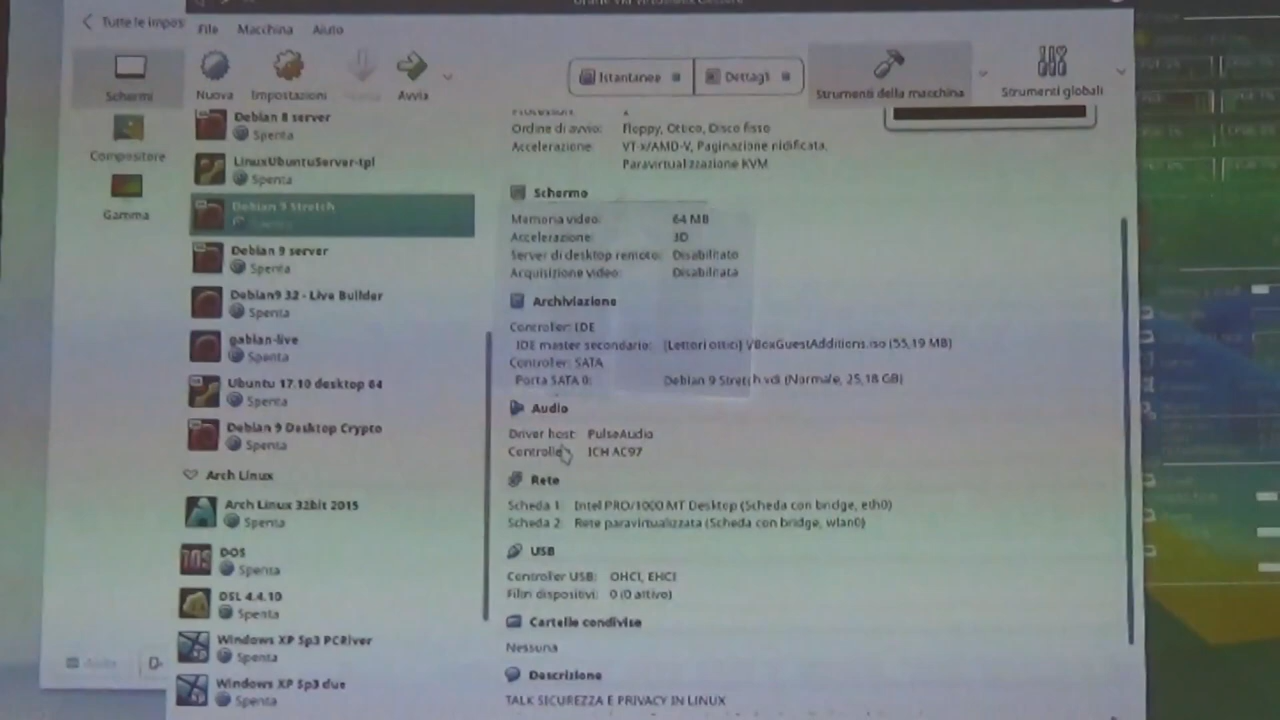 Tutte le impos
File Macchina Aiuto
Schermi
Nuova Impostazioni Avvia
Istantanee Dettagli
Strumenti della macchina Strumenti globali
Compositore
Gamma
Debian 8 server
Spenta
LinuxUbuntuServer-tpl
Spenta
Debian 9 Stretch
Debian 9 server
Spenta
Debian9 32 - Live Builder
Spenta
gabian-live
Spenta
Ubuntu 17.10 desktop 64
Spenta
Debian 9 Desktop Crypto
Spenta
Arch Linux
Arch Linux 32bit 2015
Spenta
DOS
Spenta
DSL 4.4.10
Spenta
Windows XP Sp3 PCRiver
Spenta
Windows XP Sp3 due
Spenta
Ordine di avvio: Floppy, Ottico, Disco fisso
Accelerazione: VT-x/AMD-V, Paginazione nidificata,
Paravirtualizzazione KVM
Schermo
Memoria video: 64 MB
Accelerazione: 3D
Server di desktop remoto: Disabilitato
Acquisizione video: Disabilitata
Archiviazione
Controller: IDE
IDE master secondario: [Lettori ottici] VBoxGuestAdditions.iso (55,19 MB)
Controller: SATA
Porta SATA 0: Debian 9 Stretch.vdi (Normale, 25,18 GB)
Audio
Driver host: PulseAudio
Controlle ICH AC97
Rete
Scheda 1: Intel PRO/1000 MT Desktop (Scheda con bridge, eth0)
Scheda 2: Rete paravirtualizzata (Scheda con bridge, wlan0)
USB
Controller USB: OHCI, EHCI
Filtri dispositivi: 0 (0 attivo)
Cartelle condivise
Nessuna
Descrizione
TALK SICUREZZA E PRIVACY IN LINUX